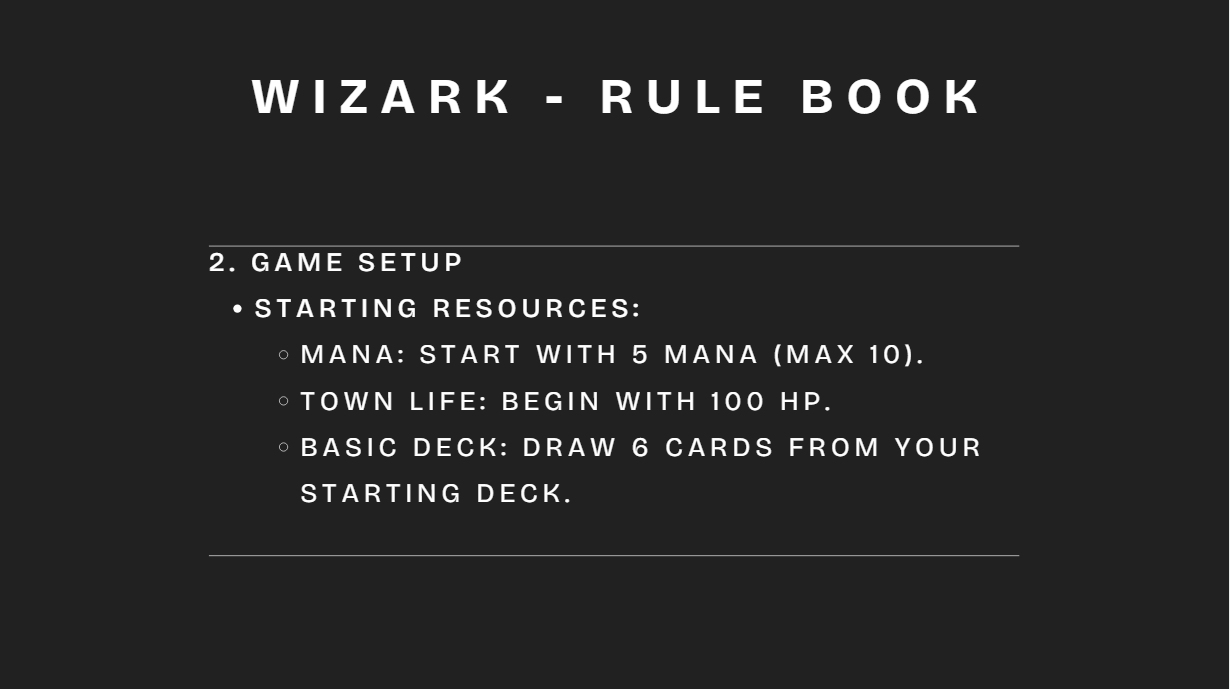 WIZARK - RULE BOOK
2. GAME SETUP
• STARTING RESOURCES:
○ MANA: START WITH 5 MANA (MAX 10).
○ TOWN LIFE: BEGIN WITH 100 HP.
○ BASIC DECK: DRAW 6 CARDS FROM YOUR
STARTING DECK.